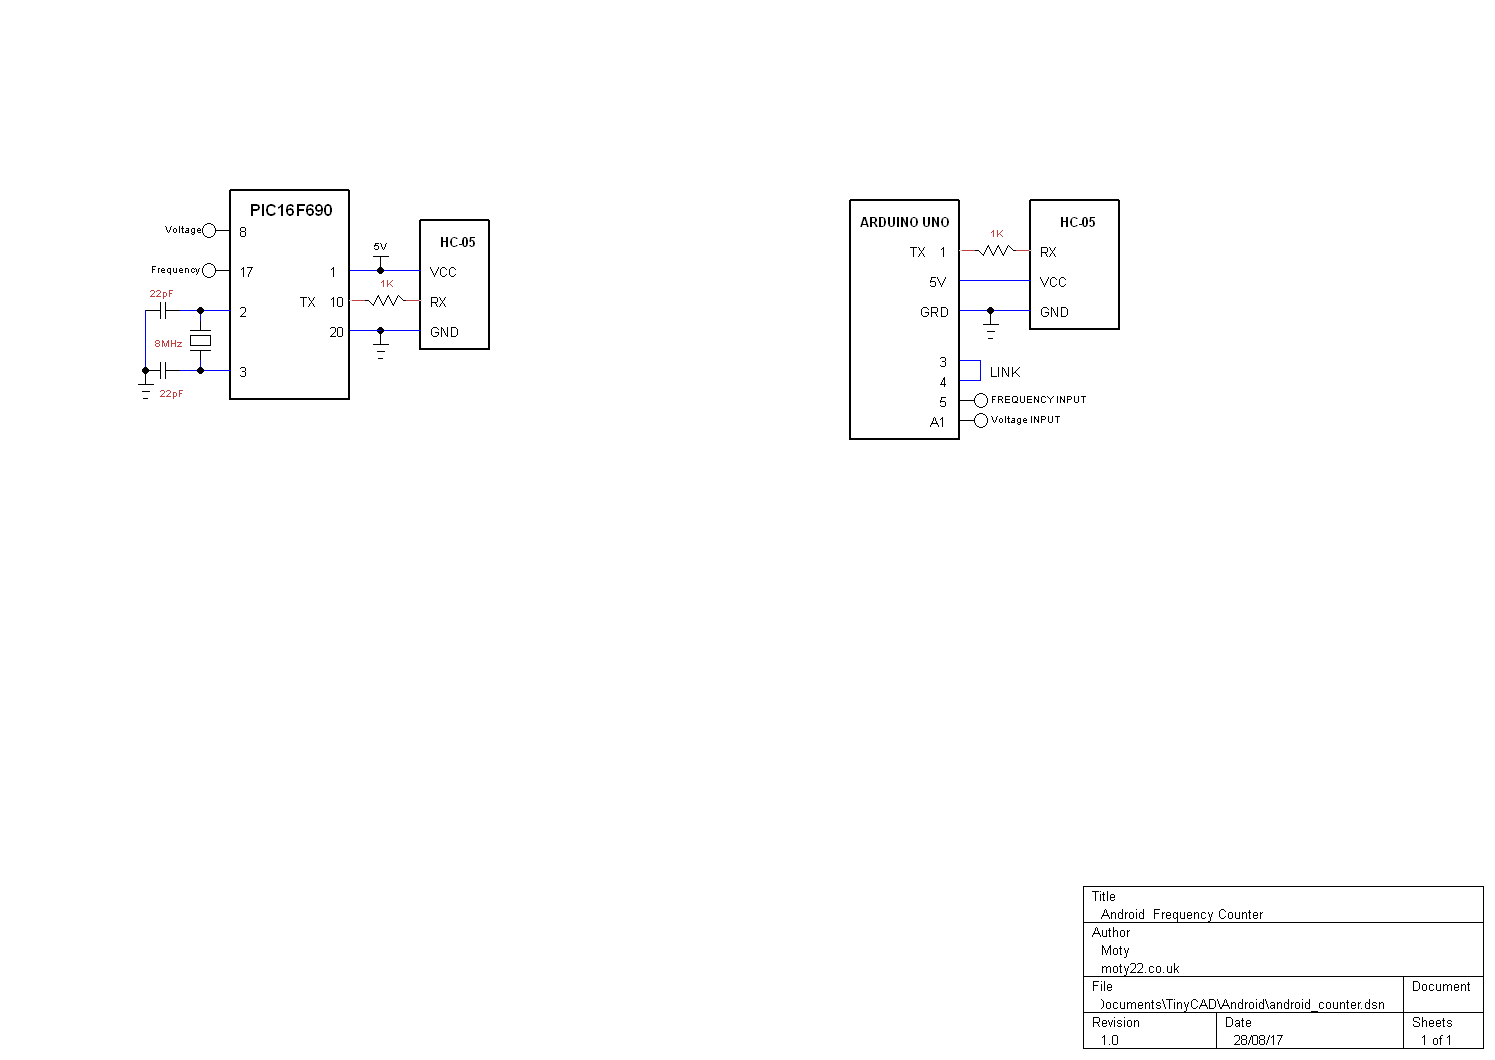 PIC16F690
Voltage
8
Frequency
17
1
5V
HC-05
VCC
22pF
2
TX 10
1K
RX
20
GND
8MHz
3
22pF
ARDUINO UNO
HC-05
TX 1
1K
RX
5V
VCC
GRD
GND
3
4
LINK
5
FREQUENCY INPUT
A1
Voltage INPUT
Title
Android Frequency Counter
Author
Moty
moty22.co.uk
File
Document
ocuments\TinyCAD\Android\android_counter.dsn
Revision
Date
Sheets
1.0
28/08/17
1 of 1